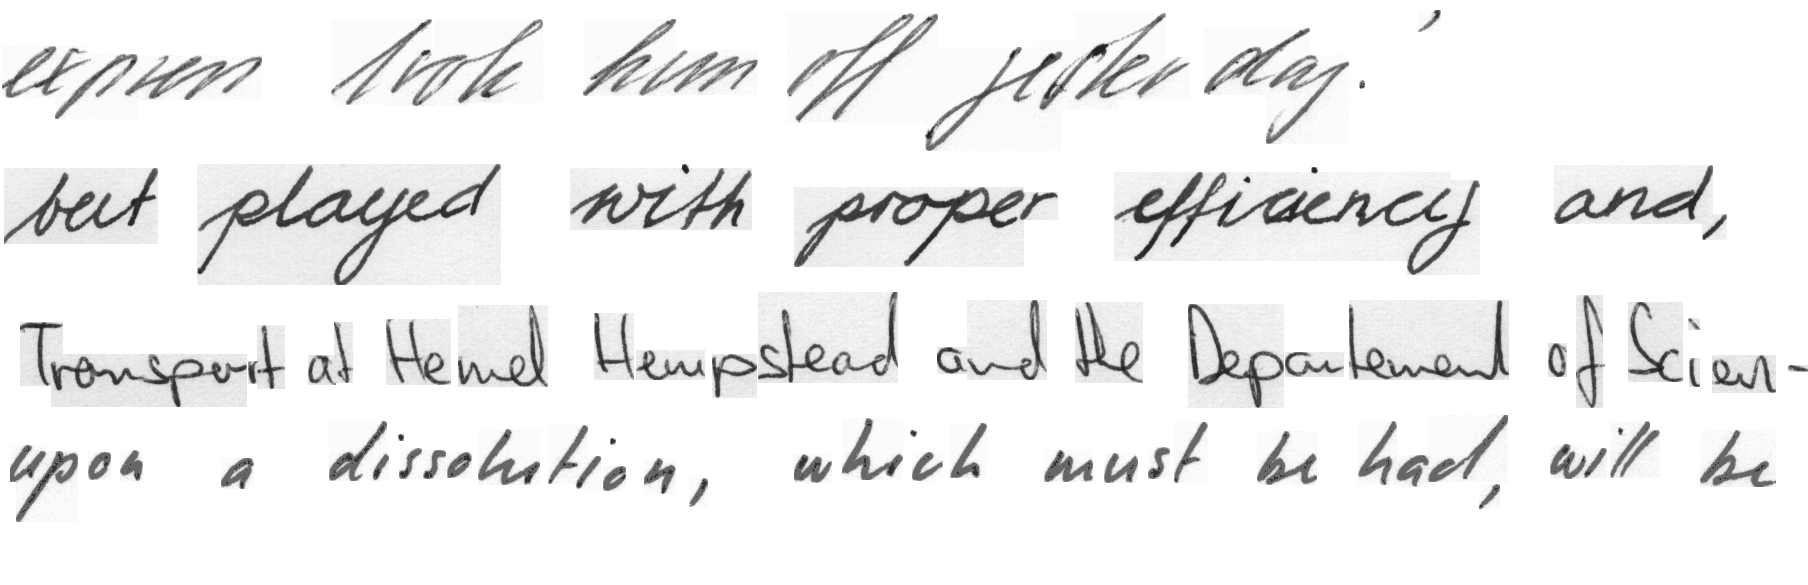 express took him off yesterday.'
but played with proper efficiency and,
Transport at Hemel Hempstead and the Departement of Scien-
upon a dissolution, which must be had, will be